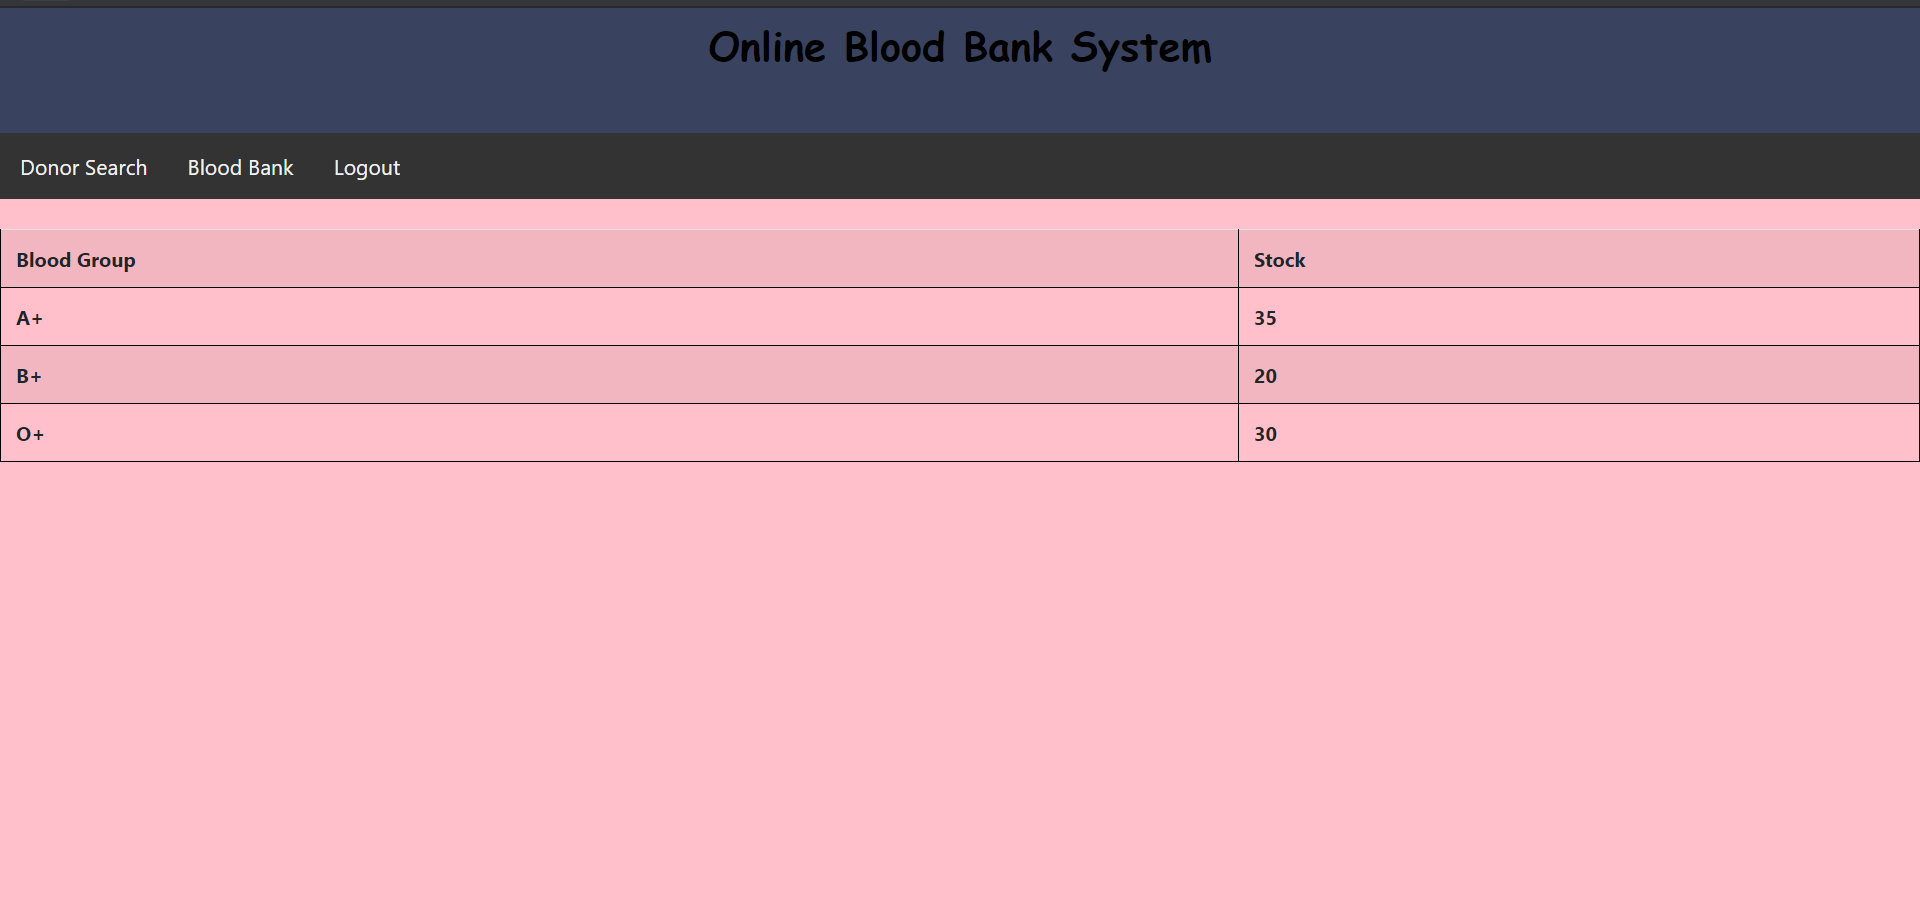 Online Blood Bank System
Donor Search Blood Bank Logout
Blood Group Stock
A+ 35
B+ 20
O+ 30